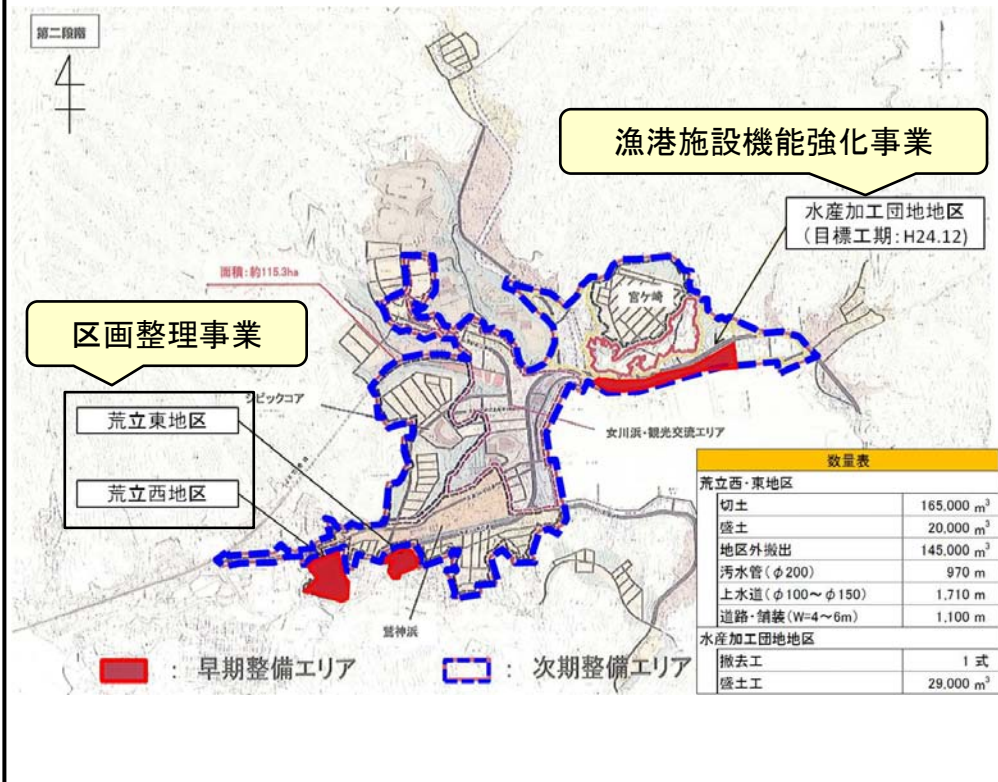 第二段階
漁港施設機能強化事業
水産加工団地地区
(目標工期:H24.12)
面積:約115.3ha
宮ケ崎
区画整理事業
シビックコア
荒立東地区
女川浜・観光交流エリア
荒立西地区
鷲神浜
: 早期整備エリア
: 次期整備エリア
数量表
荒立西・東地区
切土 165,000 m³
盛土 20,000 m³
地区外搬出 145,000 m³
汚水管(φ200) 970 m
上水道(φ100～φ150) 1,710 m
道路・舗装(W=4～6m) 1,100 m
水産加工団地地区
撤去工 1 式
盛土工 29,000 m³